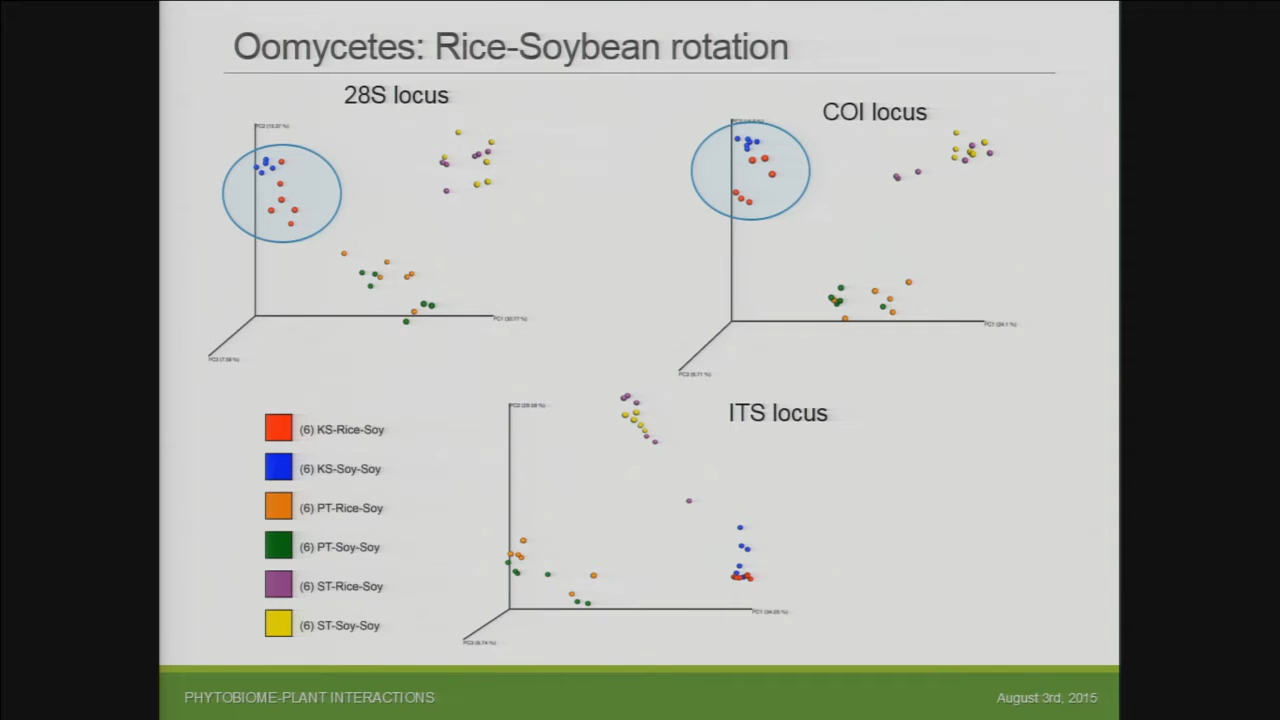 Oomycetes: Rice-Soybean rotation
28S locus
COI locus
ITS locus
(6) KS-Rice-Soy
(6) KS-Soy-Soy
(6) PT-Rice-Soy
(6) PT-Soy-Soy
(6) ST-Rice-Soy
(6) ST-Soy-Soy
PHYTOBIOME-PLANT INTERACTIONS
August 3rd, 2015